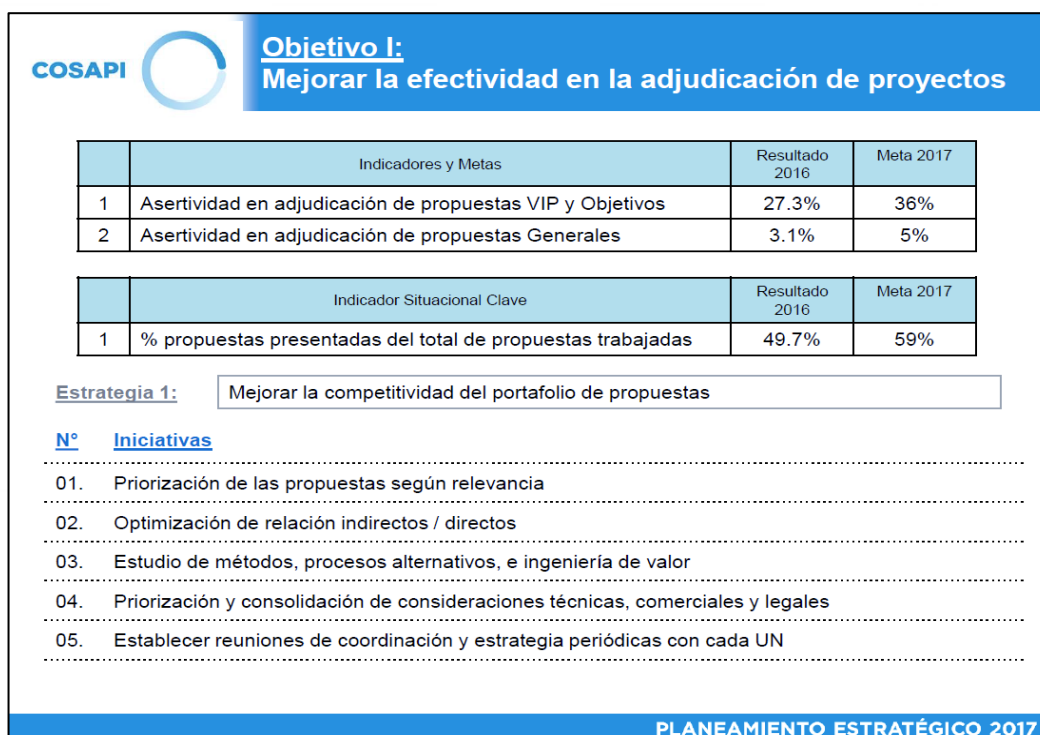 COSAPI
Objetivo I:
Mejorar la efectividad en la adjudicación de proyectos
Indicadores y Metas
Resultado 2016
Meta 2017
1 Asertividad en adjudicación de propuestas VIP y Objetivos 27.3% 36%
2 Asertividad en adjudicación de propuestas Generales 3.1% 5%
Indicador Situacional Clave
Resultado 2016
Meta 2017
1 % propuestas presentadas del total de propuestas trabajadas 49.7% 59%
Estrategia 1: Mejorar la competitividad del portafolio de propuestas
N° Iniciativas
01. Priorización de las propuestas según relevancia
02. Optimización de relación indirectos / directos
03. Estudio de métodos, procesos alternativos, e ingeniería de valor
04. Priorización y consolidación de consideraciones técnicas, comerciales y legales
05. Establecer reuniones de coordinación y estrategia periódicas con cada UN
PLANEAMIENTO ESTRATÉGICO 2017